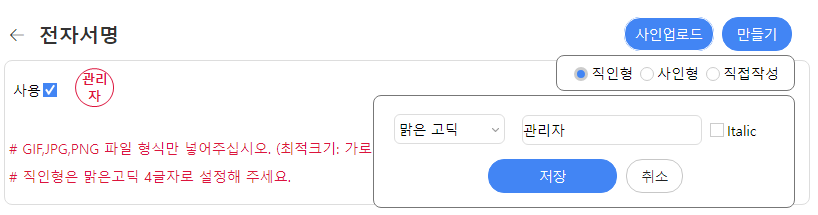 전자서명
사인업로드
만들기
직인형
사인형
직접작성
사용
관리
자
맑은 고딕
관리자
Italic
# GIF,JPG,PNG 파일 형식만 넣어주십시오. (최적크기: 가로
# 직인형은 맑은고딕 4글자로 설정해 주세요.
저장
취소